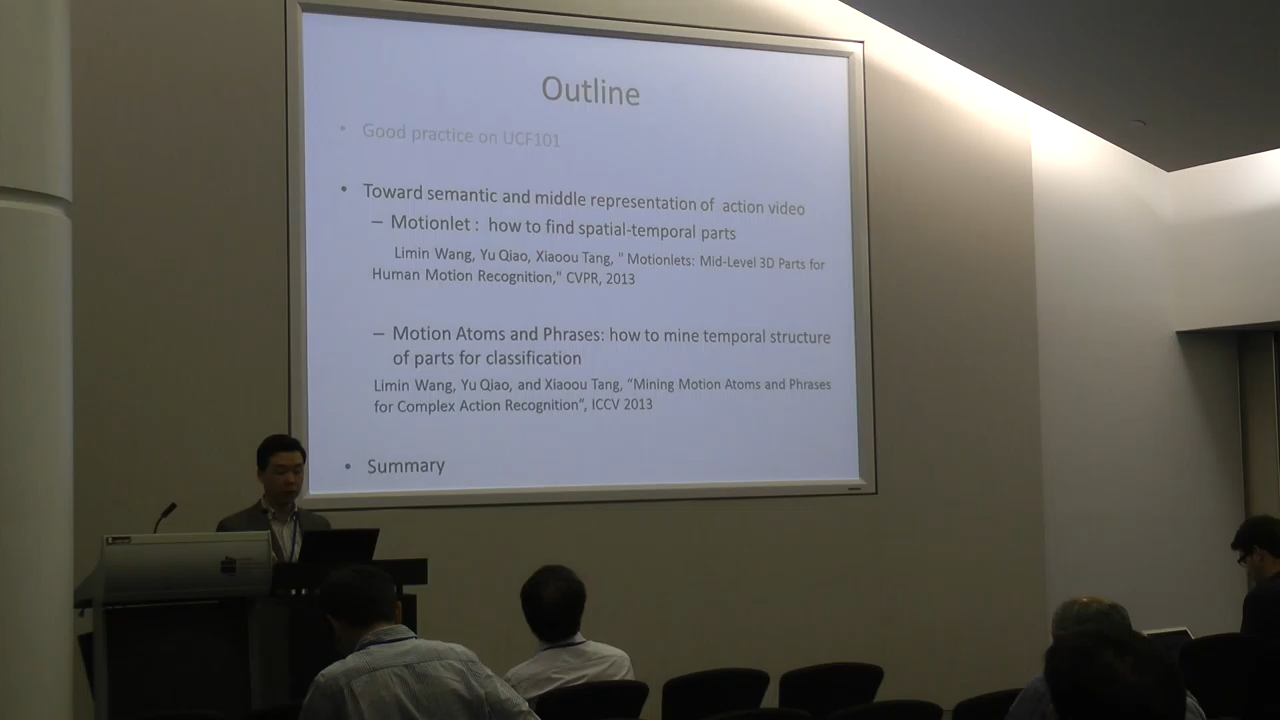 Outline
• Good practice on UCF101
• Toward semantic and middle representation of action video
– Motionlet : how to find spatial-temporal parts
Limin Wang, Yu Qiao, Xiaoou Tang, " Motionlets: Mid-Level 3D Parts for
Human Motion Recognition," CVPR, 2013
– Motion Atoms and Phrases: how to mine temporal structure
of parts for classification
Limin Wang, Yu Qiao, and Xiaoou Tang, “Mining Motion Atoms and Phrases
for Complex Action Recognition”, ICCV 2013
• Summary